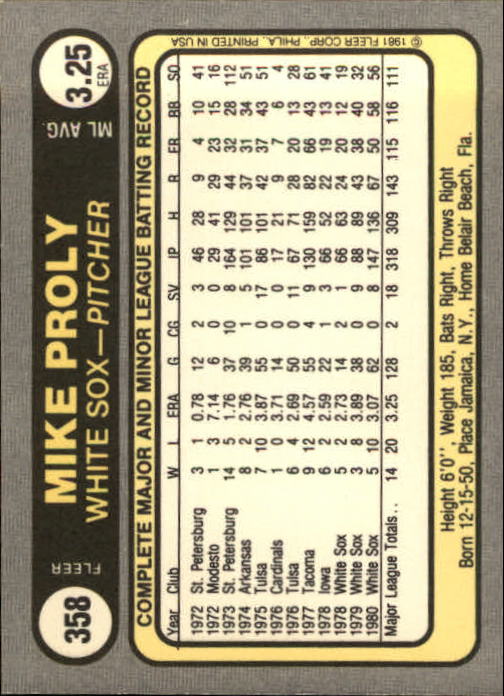 358
FLEER
MIKE PROLY
WHITE SOX—PITCHER
ML AVG. 3.25 ERA
COMPLETE MAJOR AND MINOR LEAGUE BATTING RECORD
Year Club W L ERA G CG SV IP H R ER BB SO
1972 St. Petersburg 3 1 0.78 12 2 3 46 28 9 4 10 41
1972 Modesto 1 3 7.14 6 0 0 29 41 29 23 15 16
1973 St. Petersburg 14 5 1.76 37 10 8 164 129 44 32 28 112
1974 Arkansas 8 2 2.76 39 1 5 101 101 37 31 34 51
1975 Tulsa 7 10 3.87 55 0 17 86 101 42 37 43 51
1976 Cardinals 1 0 3.71 14 0 0 17 21 9 7 6 4
1976 Tulsa 6 4 2.69 50 0 11 67 71 28 20 13 28
1977 Tacoma 9 12 4.57 55 4 9 130 159 82 66 43 61
1978 Iowa 6 2 2.59 22 1 3 66 52 22 19 13 41
1978 White Sox 5 2 2.73 14 2 1 66 63 24 20 12 19
1979 White Sox 3 8 3.89 38 0 9 88 89 43 38 40 32
1980 White Sox 5 10 3.07 62 0 8 147 136 67 50 58 56
Major League Totals.. 14 20 3.25 128 2 18 318 309 143 115 116 111
Height 6'0'', Weight 185, Bats Right, Throws Right
Born 12-15-50, Place Jamaica, N.Y., Home Belair Beach, Fla.
© 1981 FLEER CORP., PHILA., PRINTED IN USA